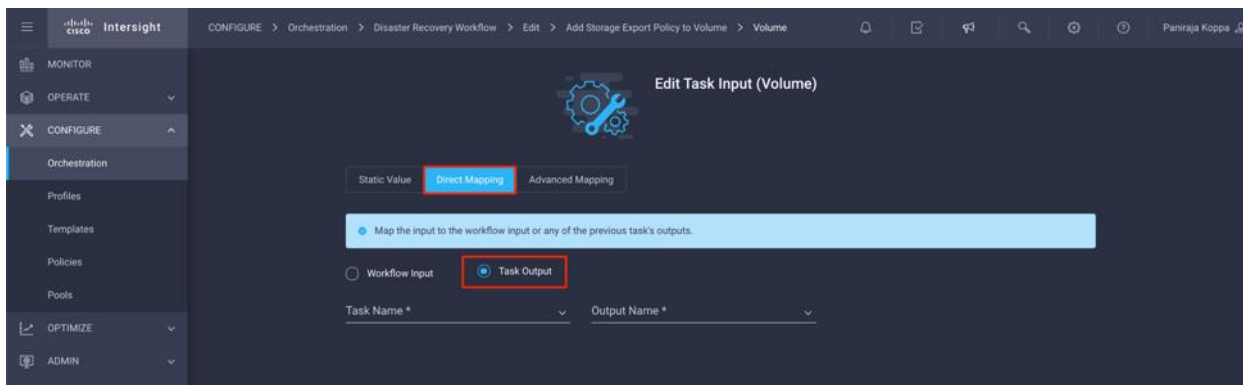 cisco Intersight
CONFIGURE > Orchestration > Disaster Recovery Workflow > Edit > Add Storage Export Policy to Volume > Volume
Paniraja Koppa
MONITOR
OPERATE
CONFIGURE
Orchestration
Profiles
Templates
Policies
Pools
OPTIMIZE
ADMIN
Edit Task Input (Volume)
Static Value Direct Mapping Advanced Mapping
Map the input to the workflow input or any of the previous task's outputs.
Workflow Input Task Output
Task Name * Output Name *